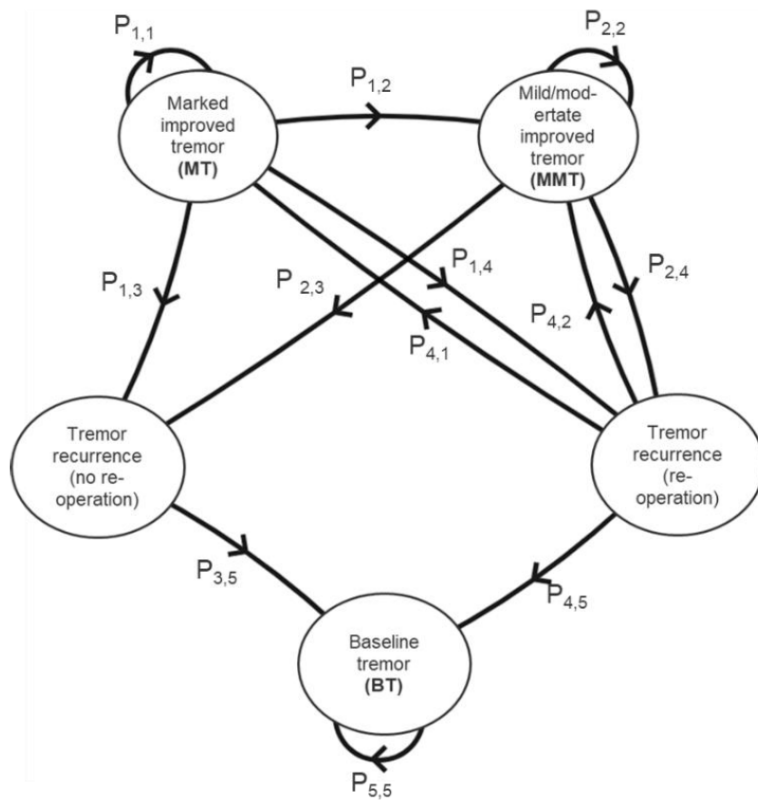 P1,1
P2,2
Marked
improved
tremor
(MT)
P1,2
Mild/mod-
ertate
improved
tremor
(MMT)
P1,3
P2,3
P1,4
P4,1
P4,2
P2,4
Tremor
recurrence
(no re-
operation)
Tremor
recurrence
(re-
operation)
P3,5
P4,5
Baseline
tremor
(BT)
P5,5